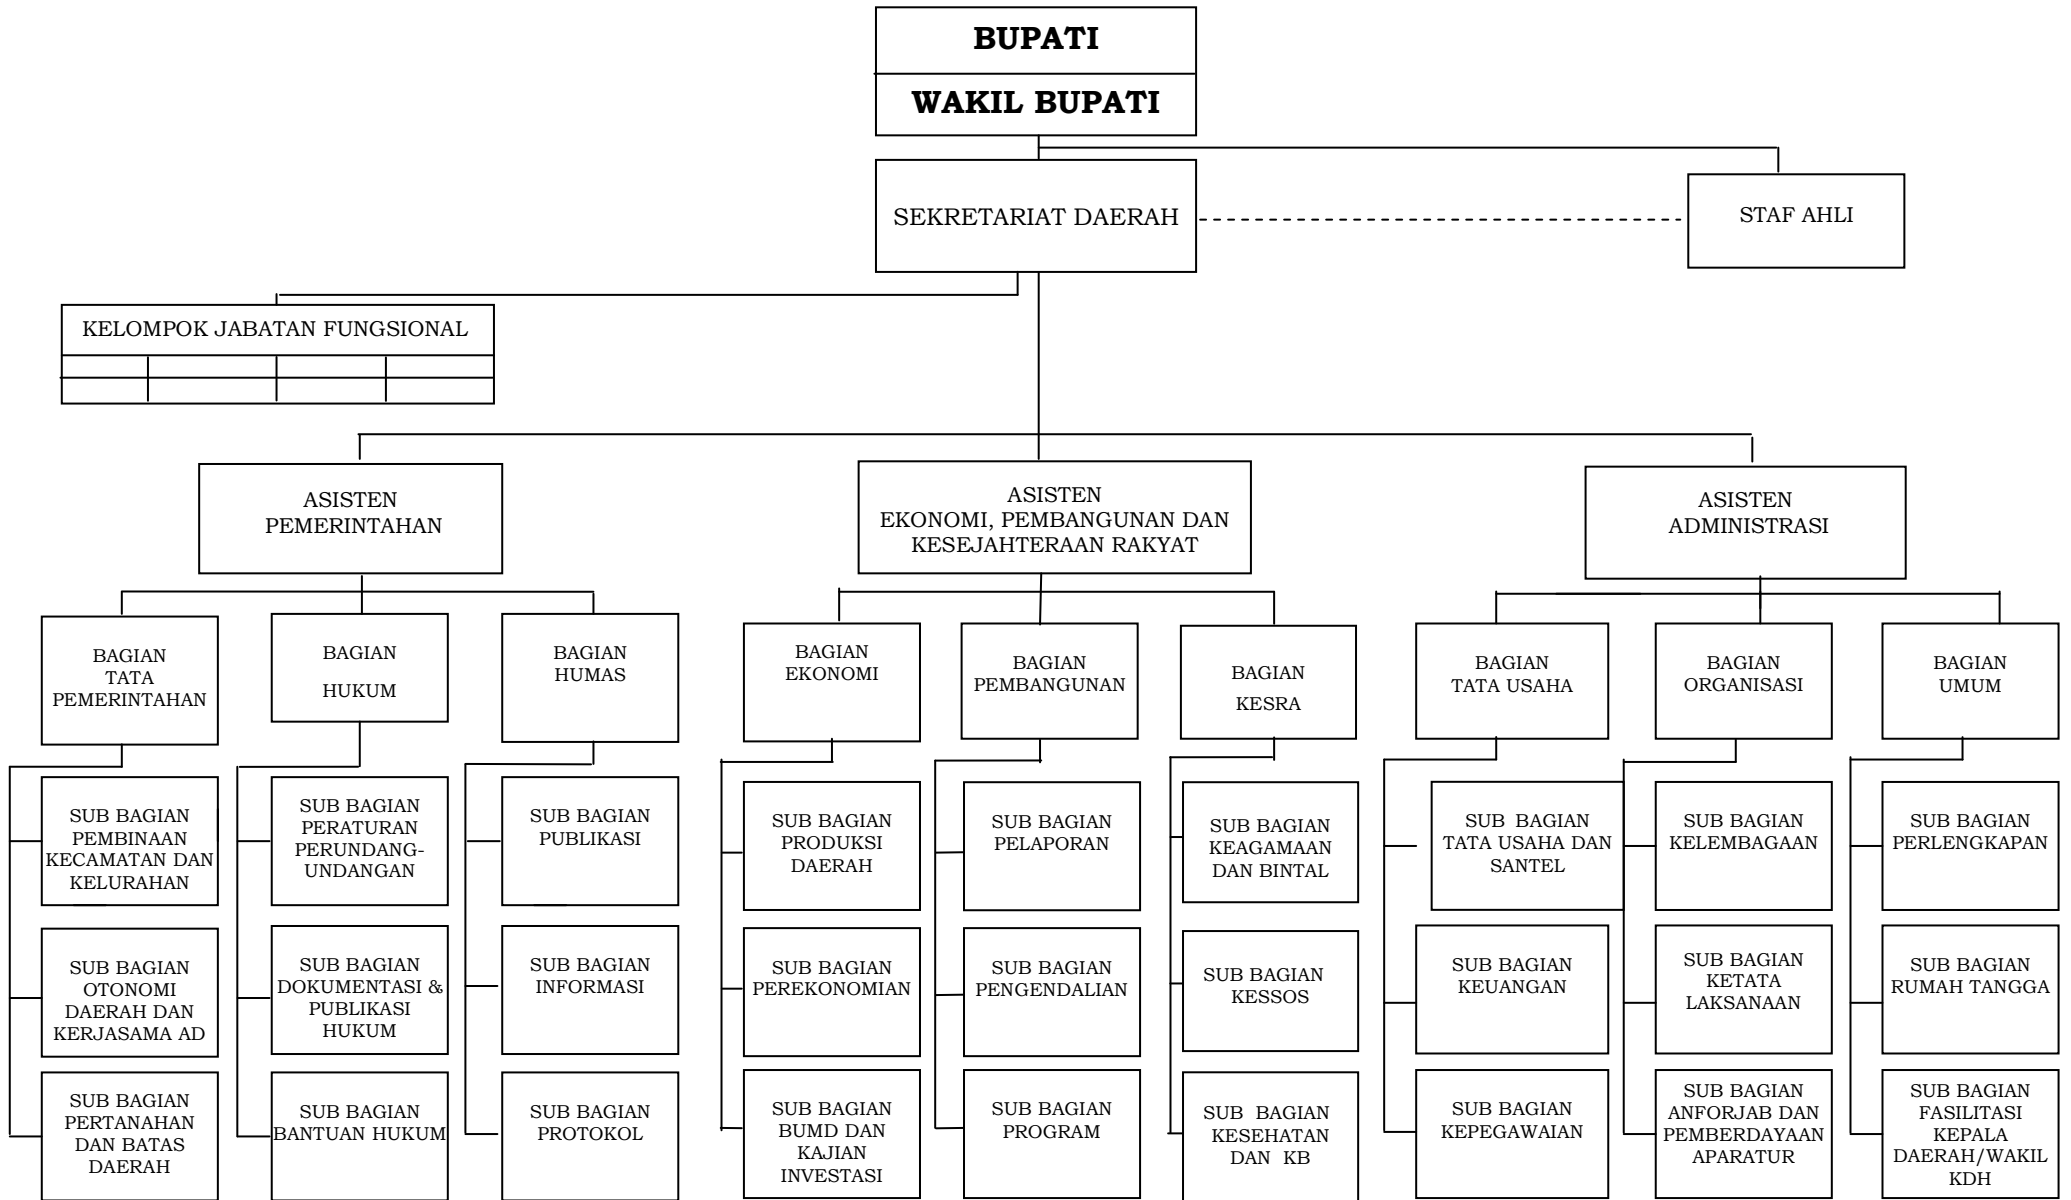 BUPATI
WAKIL BUPATI
SEKRETARIAT DAERAH
STAF AHLI
KELOMPOK JABATAN FUNGSIONAL
ASISTEN
PEMERINTAHAN
ASISTEN
EKONOMI, PEMBANGUNAN DAN
KESEJAHTERAAN RAKYAT
ASISTEN
ADMINISTRASI
BAGIAN
TATA
PEMERINTAHAN
BAGIAN
HUKUM
BAGIAN
HUMAS
BAGIAN
EKONOMI
BAGIAN
PEMBANGUNAN
BAGIAN
KESRA
BAGIAN
TATA USAHA
BAGIAN
ORGANISASI
BAGIAN
UMUM
SUB BAGIAN
PEMBINAAN
KECAMATAN DAN
KELURAHAN
SUB BAGIAN
PERATURAN
PERUNDANG-
UNDANGAN
SUB BAGIAN
PUBLIKASI
SUB BAGIAN
PRODUKSI
DAERAH
SUB BAGIAN
PELAPORAN
SUB BAGIAN
KEAGAMAAN
DAN BINTAL
SUB BAGIAN
TATA USAHA DAN
SANTEL
SUB BAGIAN
KELEMBAGAAN
SUB BAGIAN
PERLENGKAPAN
SUB BAGIAN
OTONOMI
DAERAH DAN
KERJASAMA AD
SUB BAGIAN
DOKUMENTASI &
PUBLIKASI
HUKUM
SUB BAGIAN
INFORMASI
SUB BAGIAN
PEREKONOMIAN
SUB BAGIAN
PENGENDALIAN
SUB BAGIAN
KESSOS
SUB BAGIAN
KEUANGAN
SUB BAGIAN
KETATA
LAKSANAAN
SUB BAGIAN
RUMAH TANGGA
SUB BAGIAN
PERTANAHAN
DAN BATAS
DAERAH
SUB BAGIAN
BANTUAN HUKUM
SUB BAGIAN
PROTOKOL
SUB BAGIAN
BUMD DAN
KAJIAN
INVESTASI
SUB BAGIAN
PROGRAM
SUB BAGIAN
KESEHATAN
DAN KB
SUB BAGIAN
KEPEGAWAIAN
SUB BAGIAN
ANFORJAB DAN
PEMBERDAYAAN
APARATUR
SUB BAGIAN
FASILITASI
KEPALA
DAERAH/WAKIL
KDH